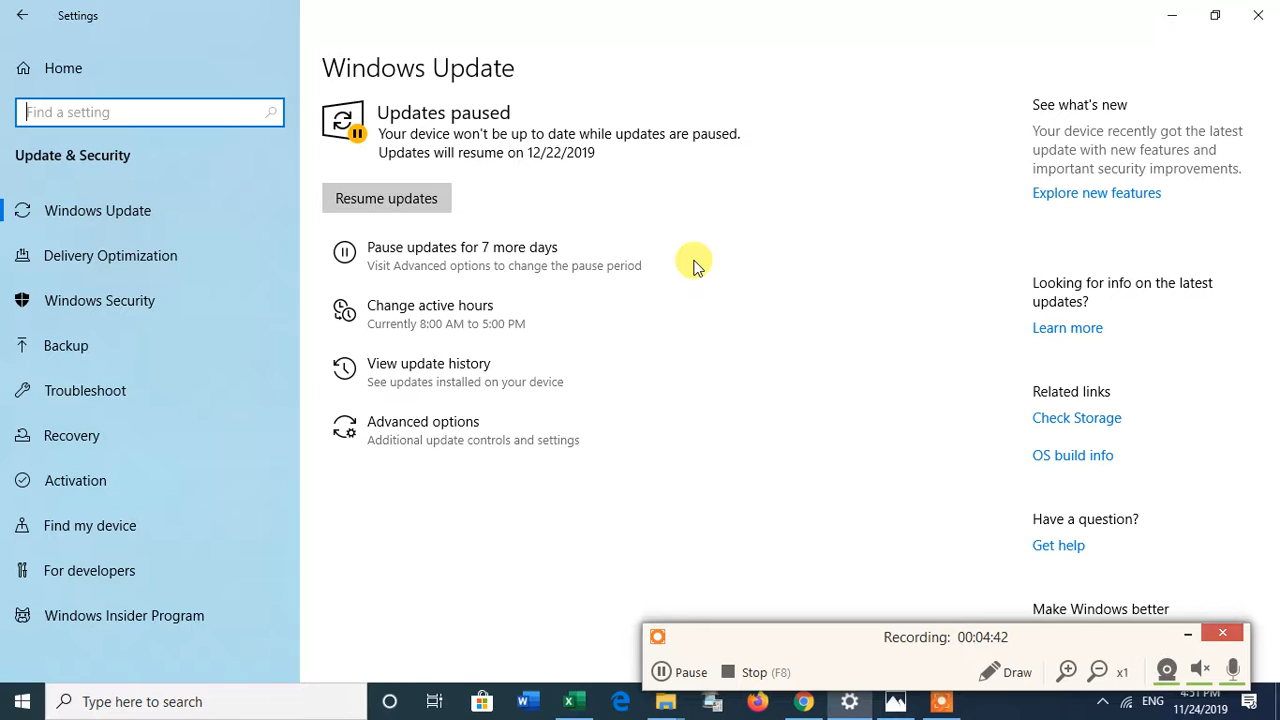 Settings
Home
Find a setting
Update & Security
Windows Update
Delivery Optimization
Windows Security
Backup
Troubleshoot
Recovery
Activation
Find my device
For developers
Windows Insider Program
Windows Update
Updates paused
Your device won't be up to date while updates are paused.
Updates will resume on 12/22/2019
Resume updates
Pause updates for 7 more days
Visit Advanced options to change the pause period
Change active hours
Currently 8:00 AM to 5:00 PM
View update history
See updates installed on your device
Advanced options
Additional update controls and settings
See what's new
Your device recently got the latest
update with new features and
important security improvements.
Explore new features
Looking for info on the latest
updates?
Learn more
Related links
Check Storage
OS build info
Have a question?
Get help
Make Windows better
Recording: 00:04:42
Pause
Stop (F8)
Draw
x1
Type here to search
ENG
4:51 PM
11/24/2019